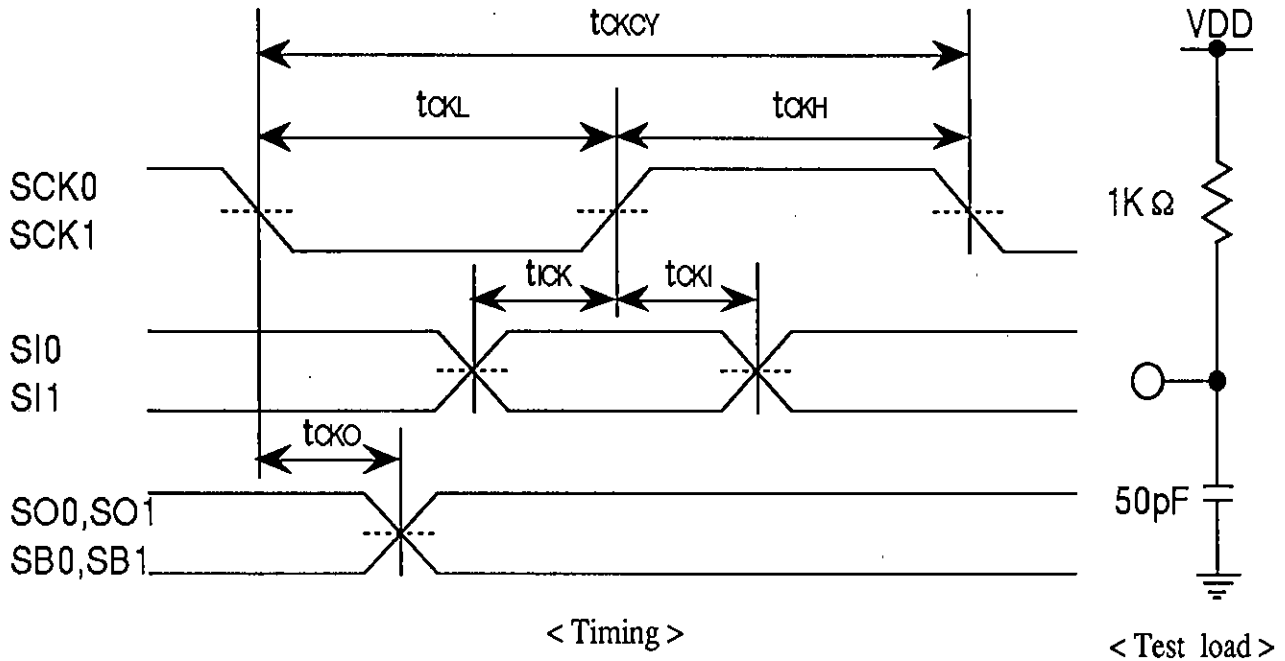 tCKCY
VDD
tCKL
tCKH
SCK0
SCK1
1KΩ
tICK
tCKI
SI0
SI1
tCKO
SO0,SO1
SB0,SB1
50pF
< Timing >
< Test load >